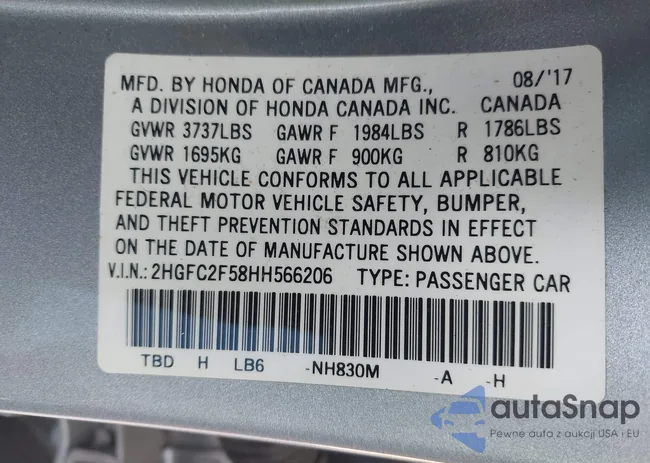 MFD. BY HONDA OF CANADA MFG., 08/'17
A DIVISION OF HONDA CANADA INC. CANADA
GVWR 3737LBS GAWR F 1984LBS R 1786LBS
GVWR 1695KG GAWR F 900KG R 810KG
THIS VEHICLE CONFORMS TO ALL APPLICABLE
FEDERAL MOTOR VEHICLE SAFETY, BUMPER,
AND THEFT PREVENTION STANDARDS IN EFFECT
ON THE DATE OF MANUFACTURE SHOWN ABOVE.
V.I.N.: 2HGFC2F58HH566206 TYPE: PASSENGER CAR
TBD H LB6 -NH830M -A -H
autaSnap
Pewne auta z aukcji USA i EU